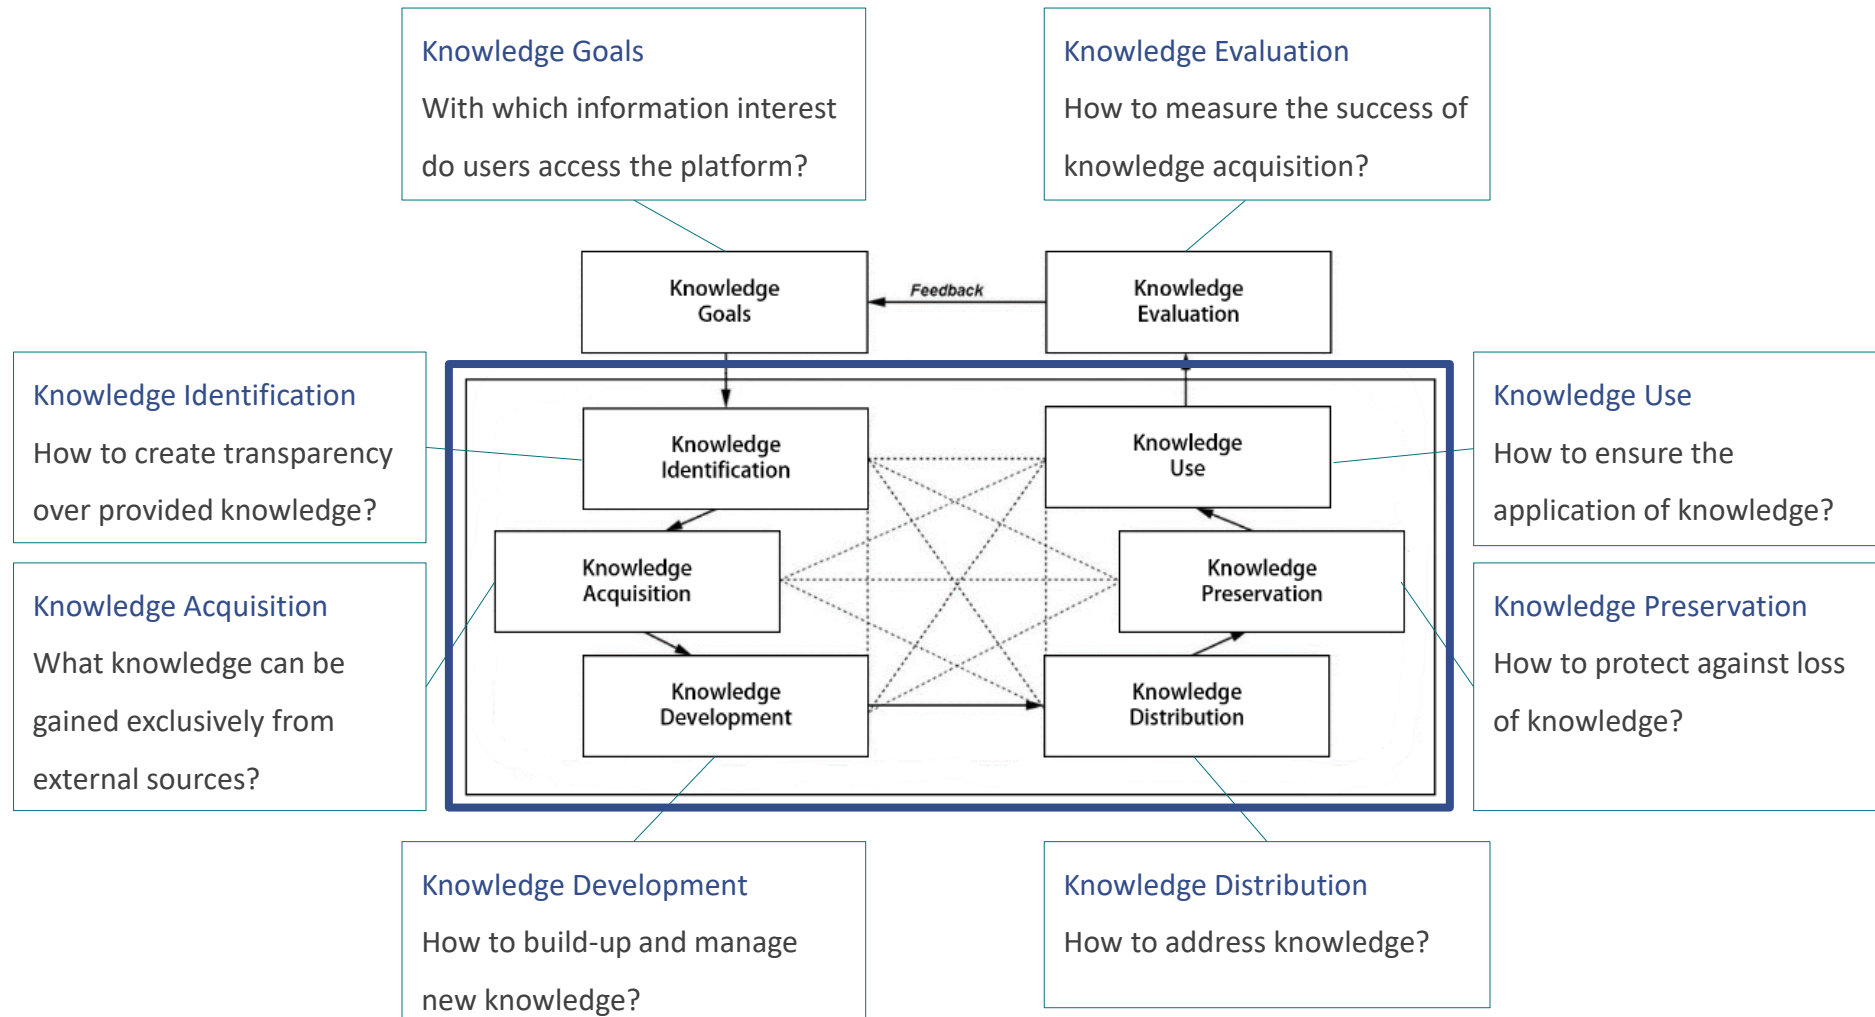 Knowledge Goals
With which information interest
do users access the platform?
Knowledge Evaluation
How to measure the success of
knowledge acquisition?
Knowledge
Goals
Feedback
Knowledge
Evaluation
Knowledge Identification
How to create transparency
over provided knowledge?
Knowledge
Identification
Knowledge
Use
Knowledge Use
How to ensure the
application of knowledge?
Knowledge Acquisition
What knowledge can be
gained exclusively from
external sources?
Knowledge
Acquisition
Knowledge
Preservation
Knowledge Preservation
How to protect against loss
of knowledge?
Knowledge
Development
Knowledge
Distribution
Knowledge Development
How to build-up and manage
new knowledge?
Knowledge Distribution
How to address knowledge?